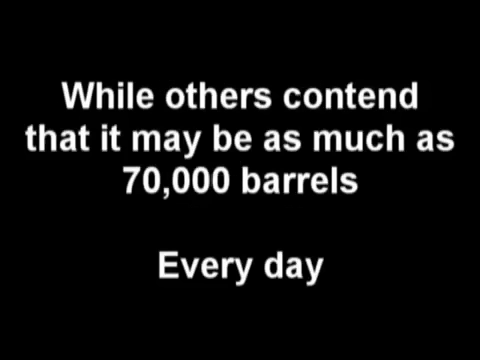 While others contend
that it may be as much as
70,000 barrels
Every day